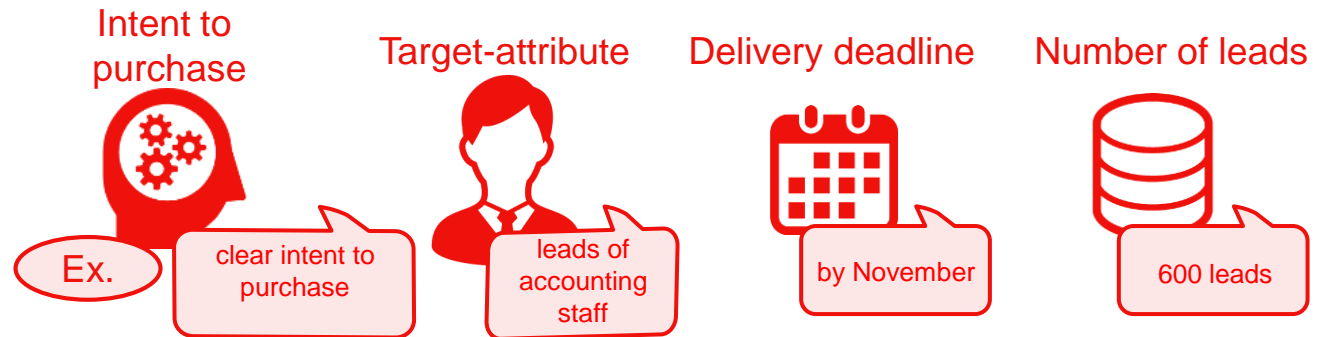 Intent to
purchase
Target-attribute
Delivery deadline
Number of leads
Ex.
clear intent to
purchase
leads of
accounting
staff
by November
600 leads